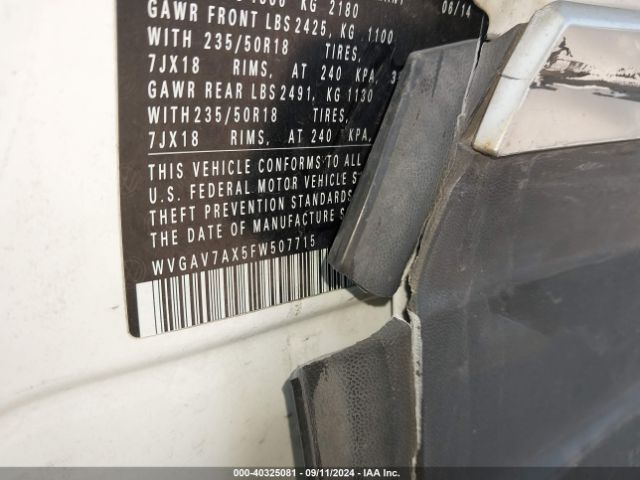 KG 2180
06/14
GAWR FRONT LBS 2425, KG 1100
WITH 235/50R18 TIRES,
7JX18 RIMS, AT 240 KPA, 3
GAWR REAR LBS 2491, KG 1130
WITH 235/50R18 TIRES,
7JX18 RIMS, AT 240 KPA,
THIS VEHICLE CONFORMS TO ALL
U.S. FEDERAL MOTOR VEHICLE S
THEFT PREVENTION STANDARDS
THE DATE OF MANUFACTURE S
WVGAV7AX5FW507715
000-40325081 - 09/11/2024 - IAA Inc.